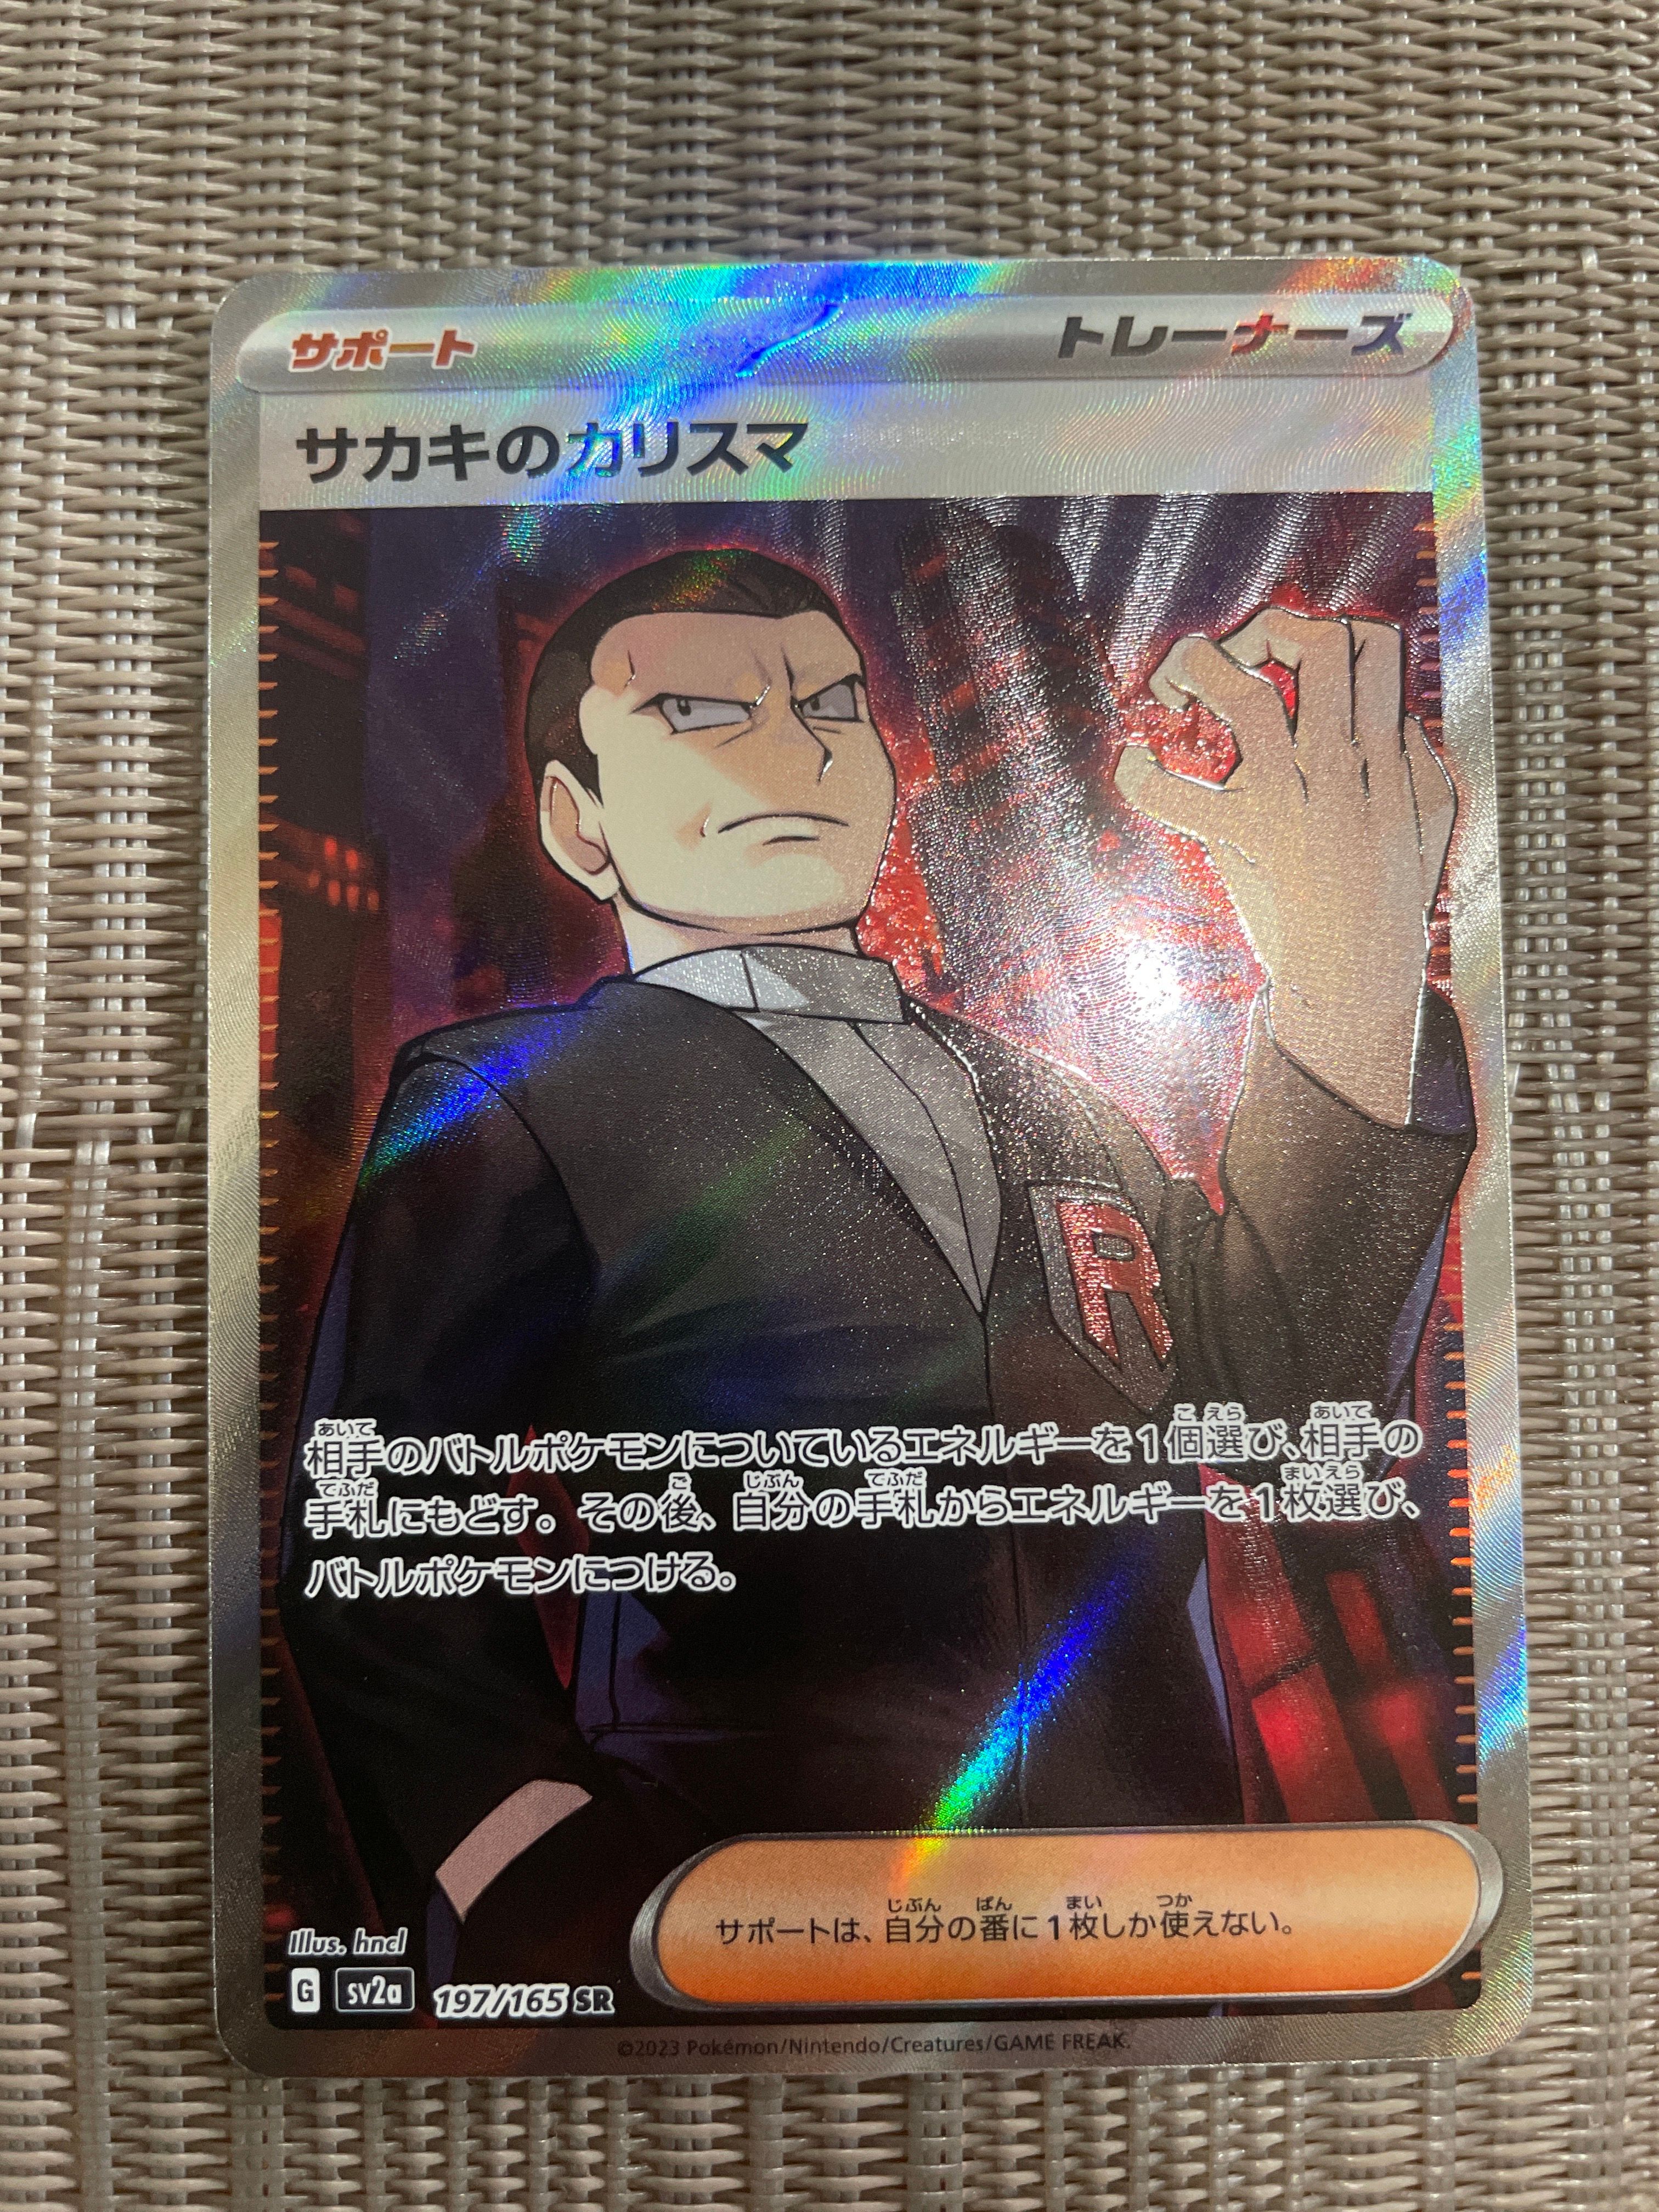 サポート
トレーナーズ
サカキのカリスマ
R
相手のバトルポケモンについているエネルギーを1個選び、相手の
手札にもどす。その後、自分の手札からエネルギーを1枚選び、
バトルポケモンにつける。
サポートは、自分の番に1枚しか使えない。
Illus. hncl
G sv2a 197/165 SR
©2023 Pokémon/Nintendo/Creatures/GAME FREAK.